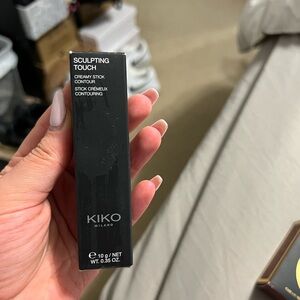 SCULPTING
TOUCH
CREAMY STICK
CONTOUR
STICK CRÉMEUX
CONTOURING
KIKO
MILANO
℮ 10 g / NET
WT. 0.35 OZ.